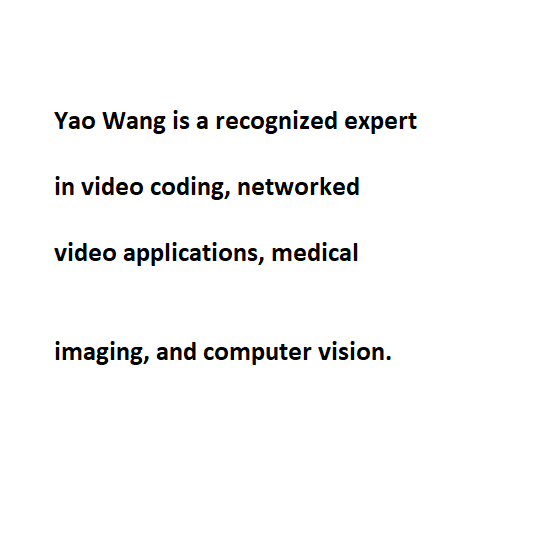 Yao Wang is a recognized expert
in video coding, networked
video applications, medical
imaging, and computer vision.